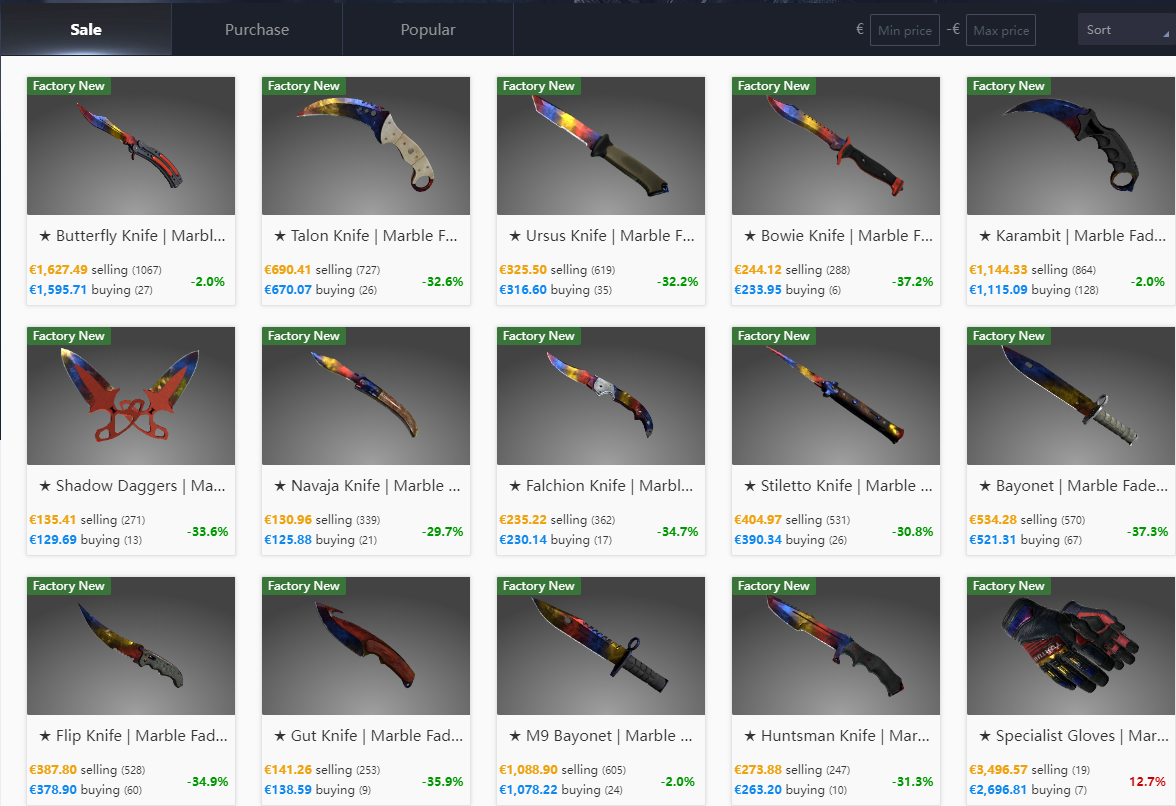 Sale Purchase Popular € Min price -€ Max price Sort
Factory New Factory New Factory New Factory New Factory New
★ Butterfly Knife | Marbl... ★ Talon Knife | Marble F... ★ Ursus Knife | Marble F... ★ Bowie Knife | Marble F... ★ Karambit | Marble Fad...
€1,627.49 selling (1067) €690.41 selling (727) €325.50 selling (619) €244.12 selling (288) €1,144.33 selling (864)
-2.0% -32.6% -32.2% -37.2% -2.0%
€1,595.71 buying (27) €670.07 buying (26) €316.60 buying (35) €233.95 buying (6) €1,115.09 buying (128)
Factory New Factory New Factory New Factory New Factory New
★ Shadow Daggers | Ma... ★ Navaja Knife | Marble ... ★ Falchion Knife | Marbl... ★ Stiletto Knife | Marble ... ★ Bayonet | Marble Fade...
€135.41 selling (271) €130.96 selling (339) €235.22 selling (362) €404.97 selling (531) €534.28 selling (570)
-33.6% -29.7% -34.7% -30.8% -37.3%
€129.69 buying (13) €125.88 buying (21) €230.14 buying (17) €390.34 buying (26) €521.31 buying (67)
Factory New Factory New Factory New Factory New Factory New
★ Flip Knife | Marble Fad... ★ Gut Knife | Marble Fad... ★ M9 Bayonet | Marble ... ★ Huntsman Knife | Mar... ★ Specialist Gloves | Mar...
€387.80 selling (528) €141.26 selling (253) €1,088.90 selling (605) €273.88 selling (247) €3,496.57 selling (19)
-34.9% -35.9% -2.0% -31.3% 12.7%
€378.90 buying (60) €138.59 buying (9) €1,078.22 buying (24) €263.20 buying (10) €2,696.81 buying (7)